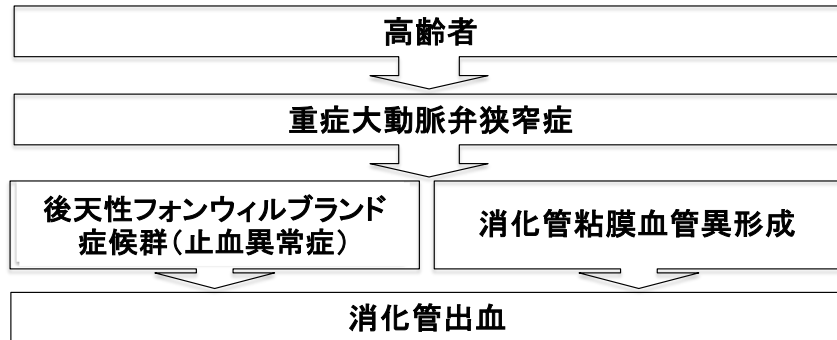 高齢者
重症大動脈弁狭窄症
後天性フォンウィルブランド
症候群（止血異常症）
消化管粘膜血管異形成
消化管出血